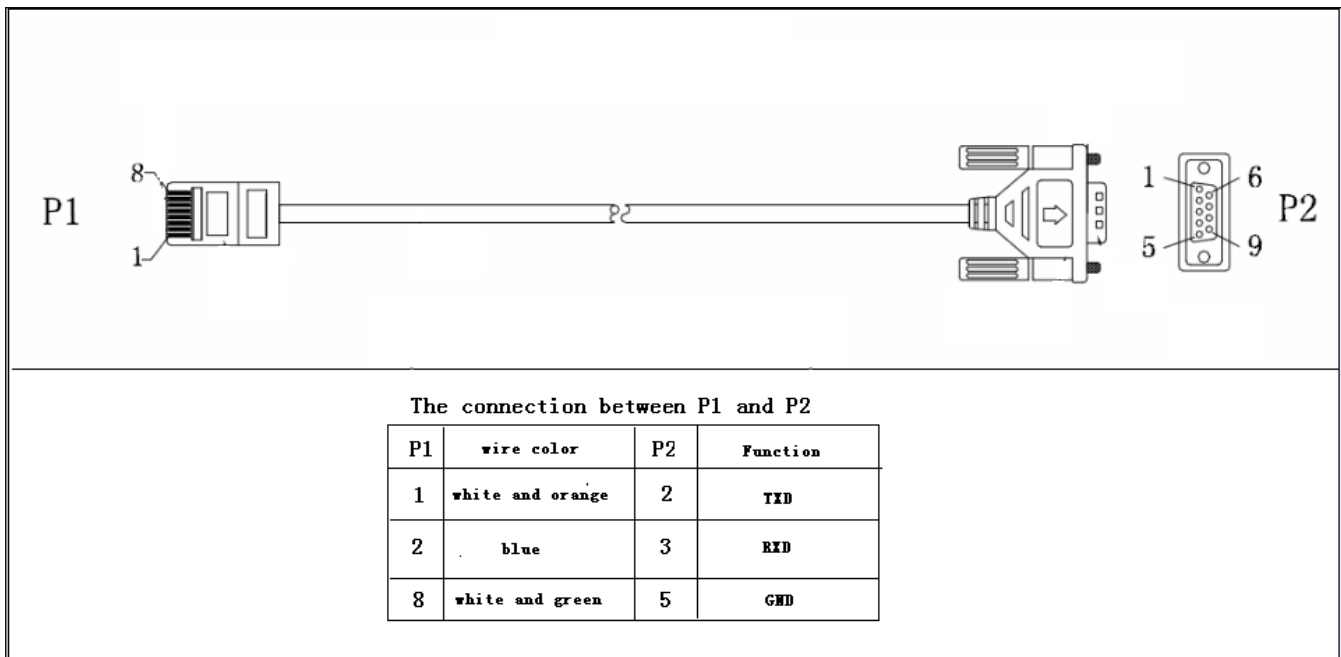 8
P1
1
1 6
P2
5 9
The connection between P1 and P2
P1 wire color P2 Function
1 white and orange 2 TXD
2 blue 3 RXD
8 white and green 5 GND